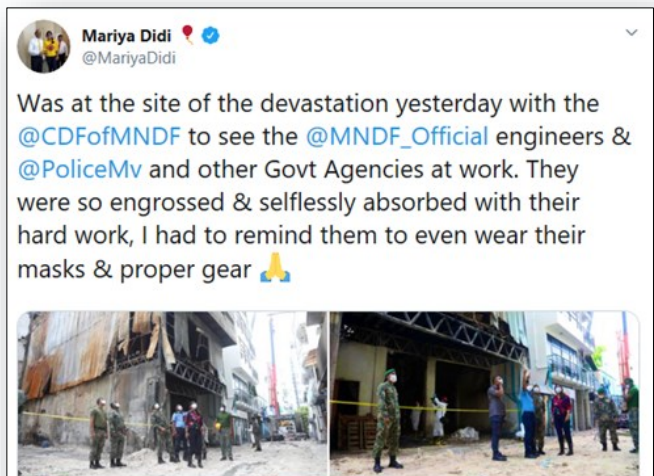 Mariya Didi 🎈
@MariyaDidi
Was at the site of the devastation yesterday with the
@CDFofMNDF to see the @MNDF_Official engineers &
@PoliceMv and other Govt Agencies at work. They
were so engrossed & selflessly absorbed with their
hard work, I had to remind them to even wear their
masks & proper gear 🙏